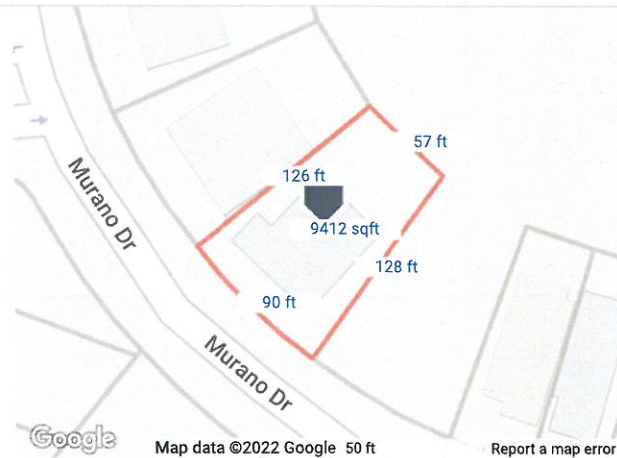 57 ft
126 ft
9412 sqft
128 ft
90 ft
Murano Dr
Murano Dr
Google
Map data ©2022 Google 50 ft
Report a map error